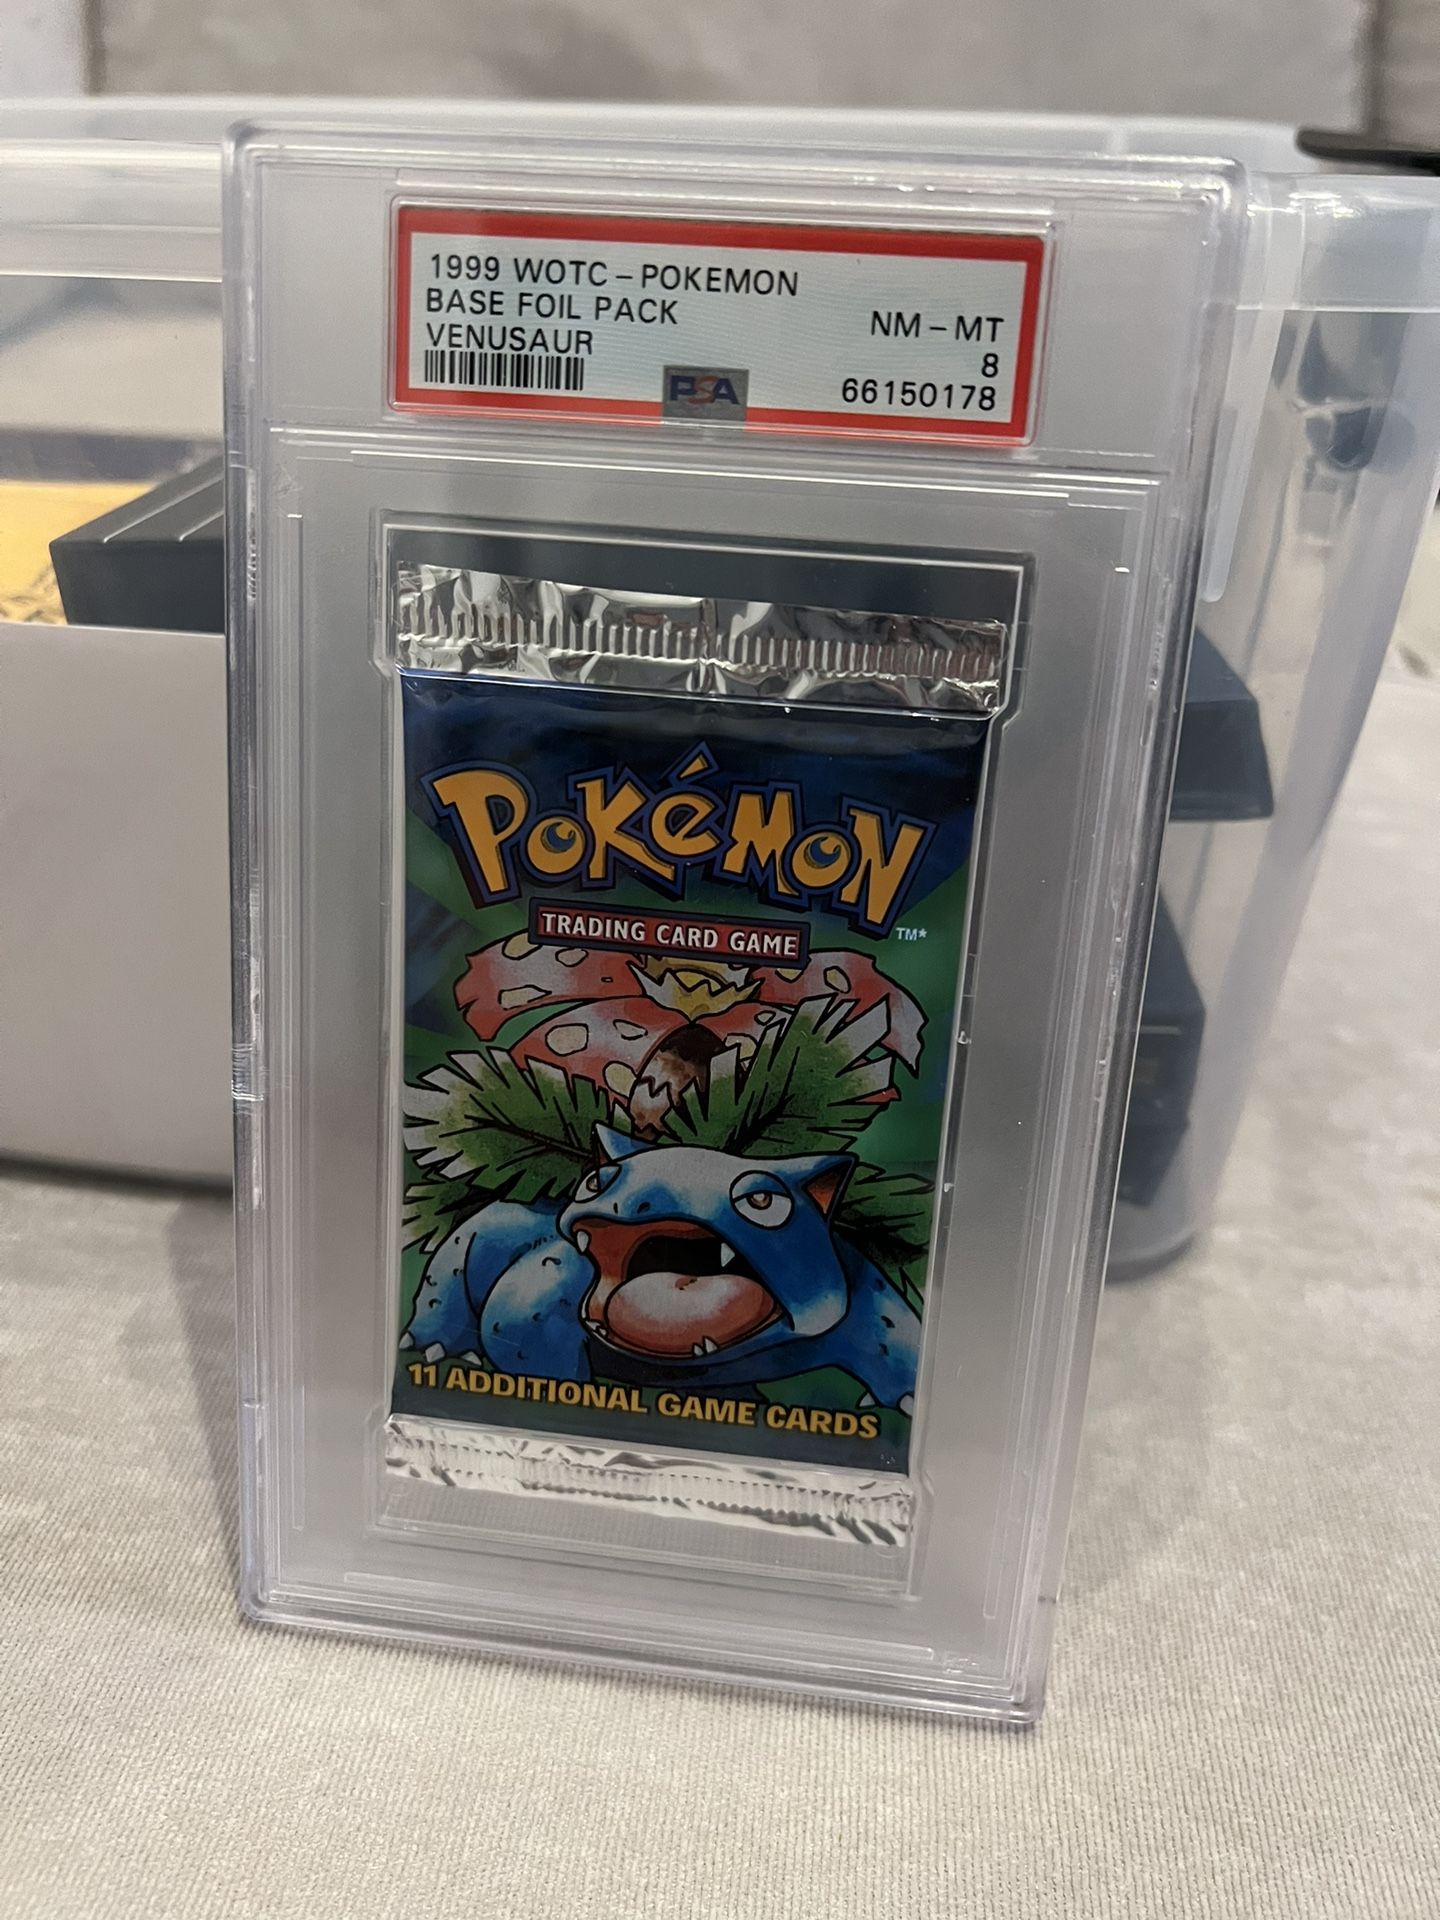 1999 WOTC - POKEMON
BASE FOIL PACK
VENUSAUR
NM - MT
8
66150178
PSA
POKéMON
TM*
TRADING CARD GAME
11 ADDITIONAL GAME CARDS